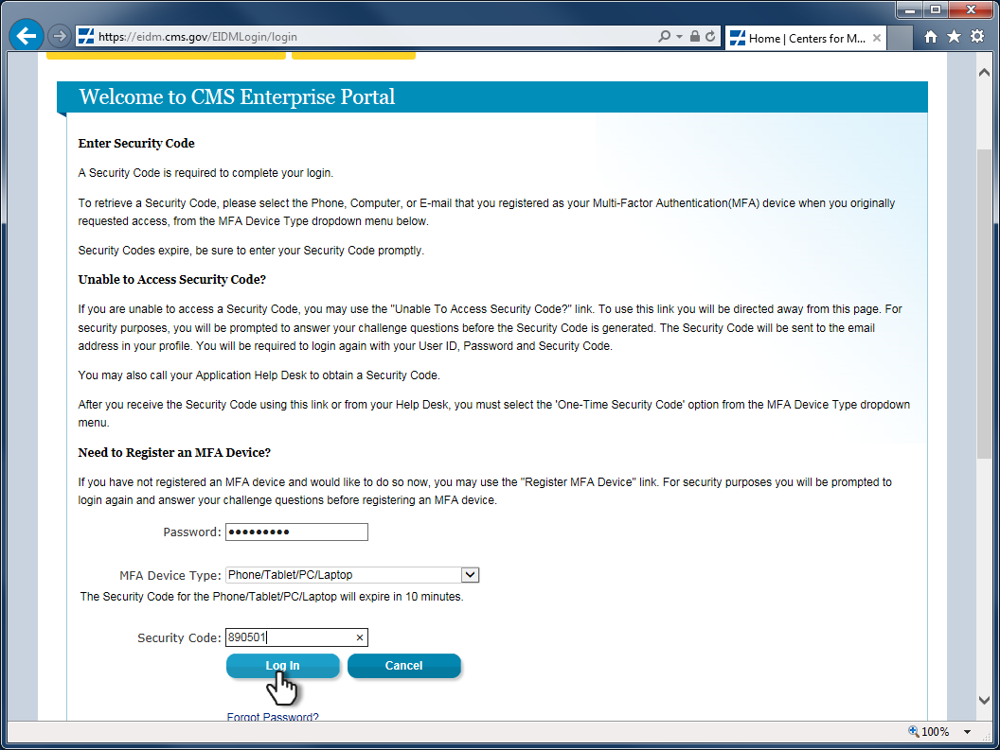 https://eidm.cms.gov/EIDMLogin/login
Home | Centers for M...
Welcome to CMS Enterprise Portal
Enter Security Code
A Security Code is required to complete your login.
To retrieve a Security Code, please select the Phone, Computer, or E-mail that you registered as your Multi-Factor Authentication(MFA) device when you originally
requested access, from the MFA Device Type dropdown menu below.
Security Codes expire, be sure to enter your Security Code promptly.
Unable to Access Security Code?
If you are unable to access a Security Code, you may use the "Unable To Access Security Code?" link. To use this link you will be directed away from this page. For
security purposes, you will be prompted to answer your challenge questions before the Security Code is generated. The Security Code will be sent to the email
address in your profile. You will be required to login again with your User ID, Password and Security Code.
You may also call your Application Help Desk to obtain a Security Code.
After you receive the Security Code using this link or from your Help Desk, you must select the 'One-Time Security Code' option from the MFA Device Type dropdown
menu.
Need to Register an MFA Device?
If you have not registered an MFA device and would like to do so now, you may use the "Register MFA Device" link. For security purposes you will be prompted to
login again and answer your challenge questions before registering an MFA device.
Password: •••••••••
MFA Device Type: Phone/Tablet/PC/Laptop
The Security Code for the Phone/Tablet/PC/Laptop will expire in 10 minutes.
Security Code: 890501
Log In Cancel
Forgot Password?
100%